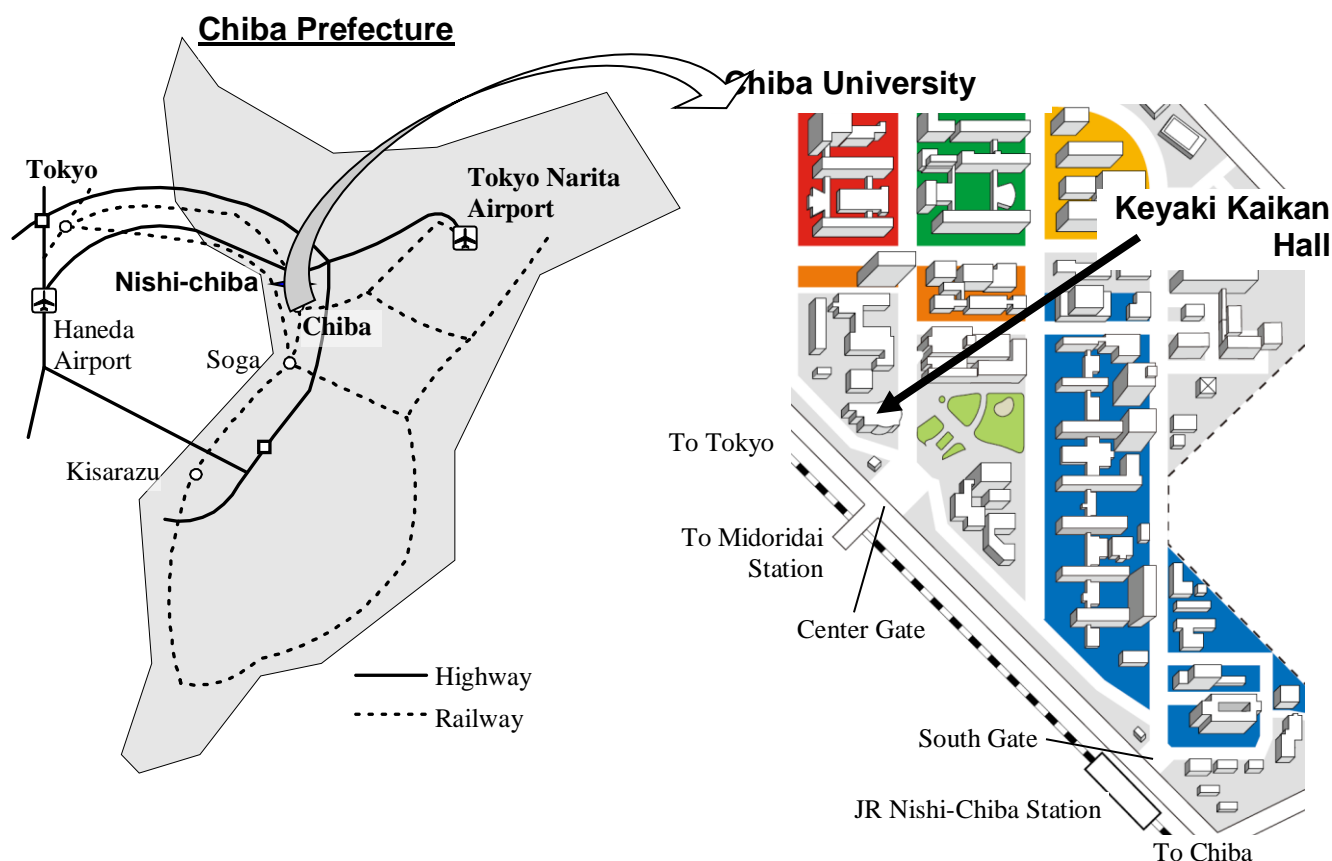 Chiba Prefecture
Tokyo
Tokyo Narita
Airport
Nishi-chiba
Haneda
Airport
Chiba
Soga
Kisarazu
Highway
Railway
Chiba University
Keyaki Kaikan
Hall
To Tokyo
To Midoridai
Station
Center Gate
South Gate
JR Nishi-Chiba Station
To Chiba